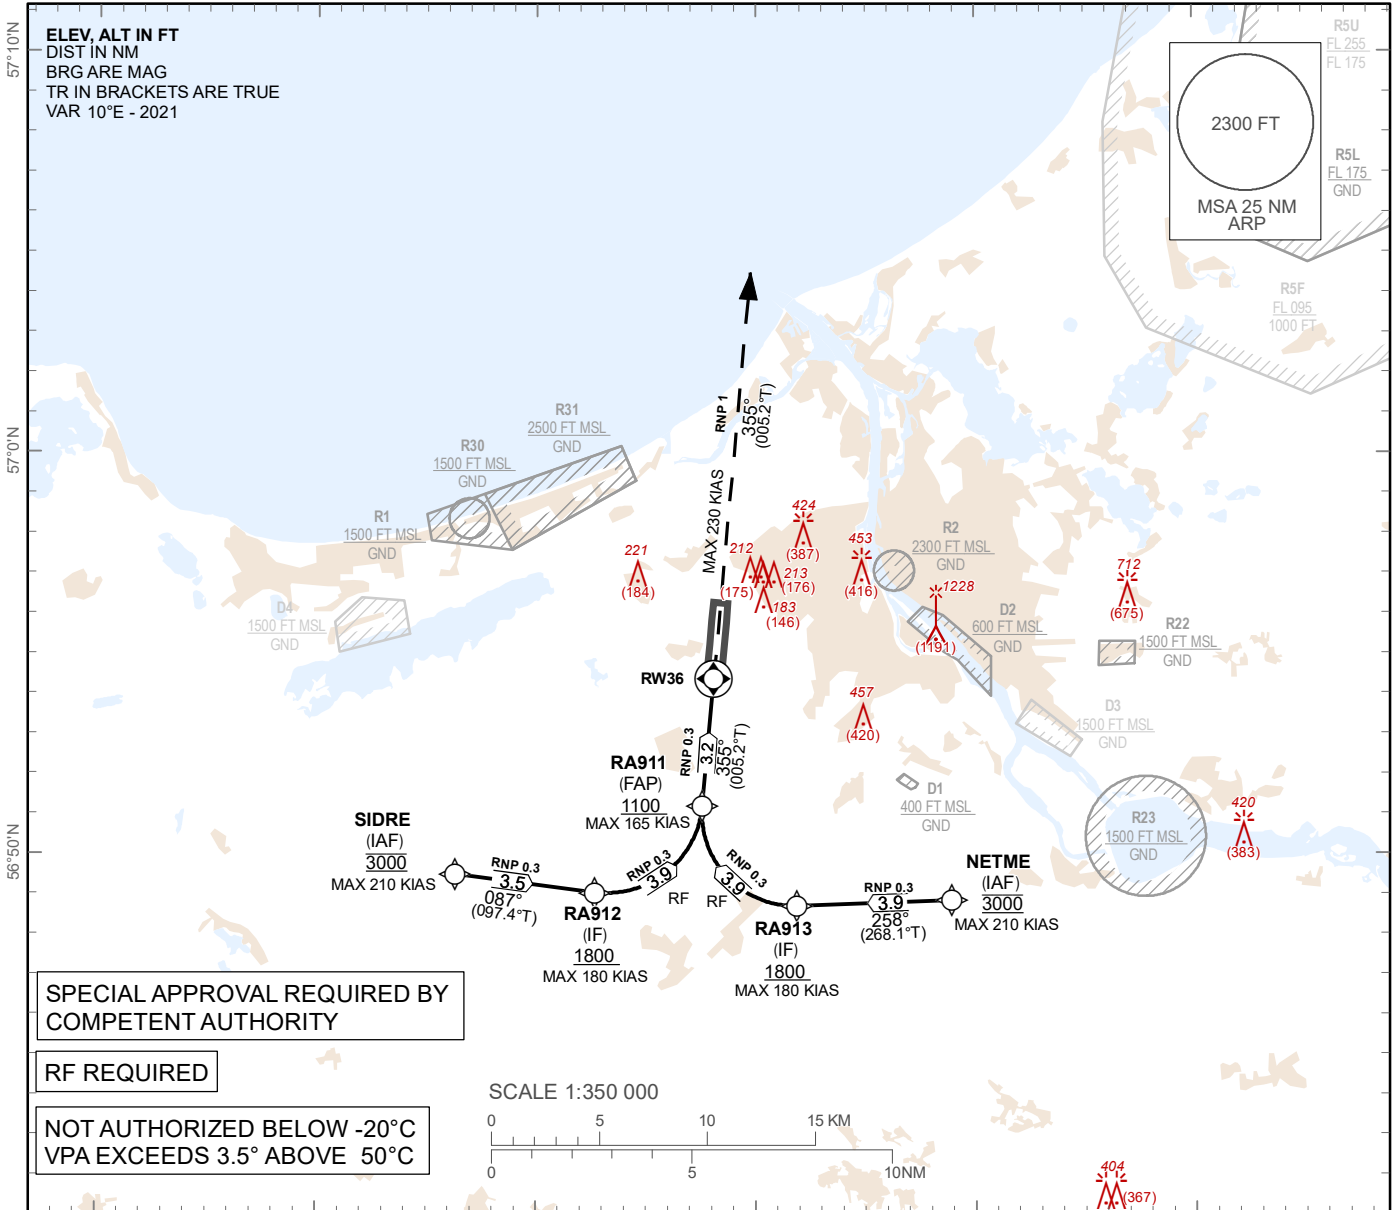 ELEV, ALT IN FT
DIST IN NM
BRG ARE MAG
TR IN BRACKETS ARE TRUE
VAR 10°E - 2021
57°10'N
57°0'N
56°50'N
R5U
FL 255
FL 175
2300 FT
MSA 25 NM
ARP
R5L
FL 175
GND
R5F
FL 095
1000 FT
R31
2500 FT MSL
GND
R30
1500 FT MSL
GND
R1
1500 FT MSL
GND
D4
1500 FT MSL
GND
RNP 1
355°
(005.2°T)
MAX 230 KIAS
221
(184)
212
(175)
213
(176)
183
(146)
424
(387)
453
(416)
R2
2300 FT MSL
GND
1228
(1191)
D2
600 FT MSL
GND
712
(675)
R22
1500 FT MSL
GND
457
(420)
D3
1500 FT MSL
GND
D1
400 FT MSL
GND
R23
1500 FT MSL
GND
420
(383)
RW36
RNP 0.3
3.2
355°
(005.2°T)
RA911
(FAP)
1100
MAX 165 KIAS
SIDRE
(IAF)
3000
MAX 210 KIAS
RNP 0.3
3.5
087°
(097.4°T)
RNP 0.3
3.9
RF
RNP 0.3
3.9
RF
RA912
(IF)
1800
MAX 180 KIAS
RA913
(IF)
1800
MAX 180 KIAS
RNP 0.3
3.9
258°
(268.1°T)
NETME
(IAF)
3000
MAX 210 KIAS
SPECIAL APPROVAL REQUIRED BY
COMPETENT AUTHORITY
RF REQUIRED
NOT AUTHORIZED BELOW -20°C
VPA EXCEEDS 3.5° ABOVE 50°C
SCALE 1:350 000
0 5 10 15 KM
0 5 10NM
404
(367)